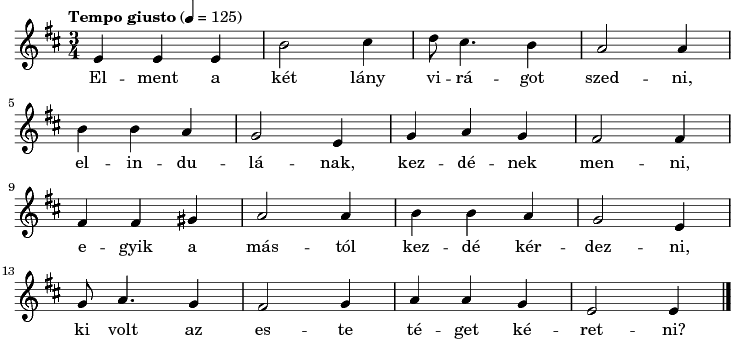 Tempo giusto (♩ = 125)
3
4
El – ment a két lány vi – rá – got szed – ni,
5
el – in – du – lá – nak, kez – dé – nek men – ni,
9
e – gyik a más – tól kez – dé kér – dez – ni,
13
ki volt az es – te té – get ké – ret – ni?